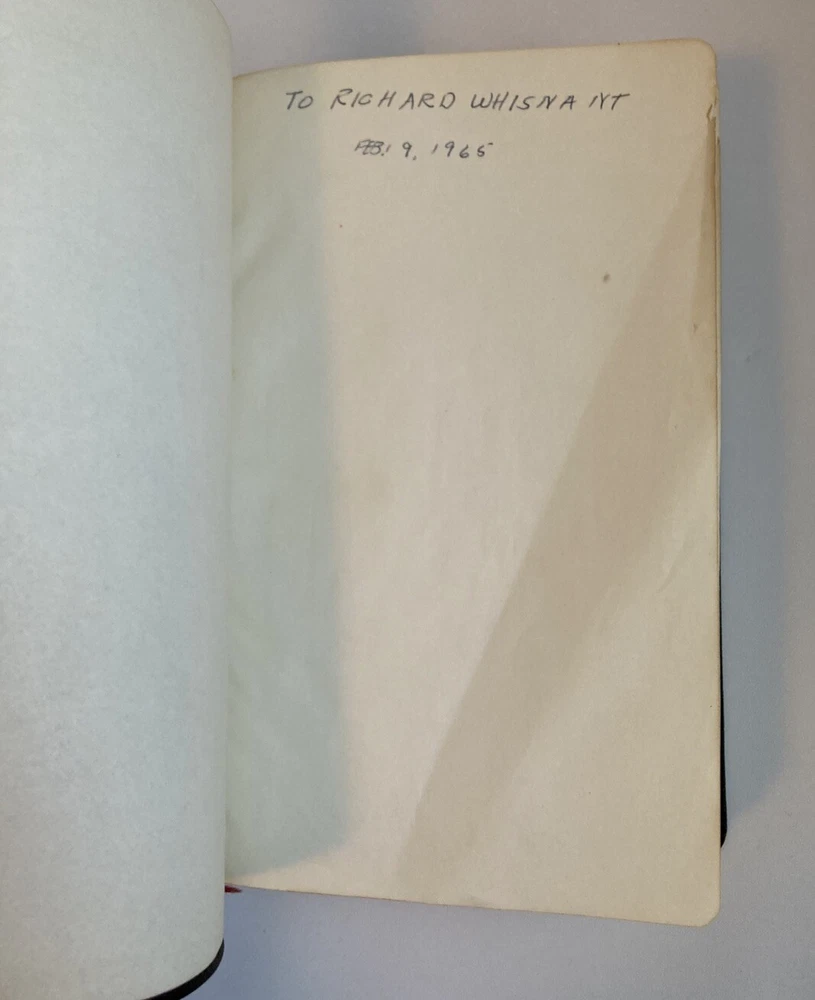 TO RICHARD WHISNANT
FEB. 9, 1965